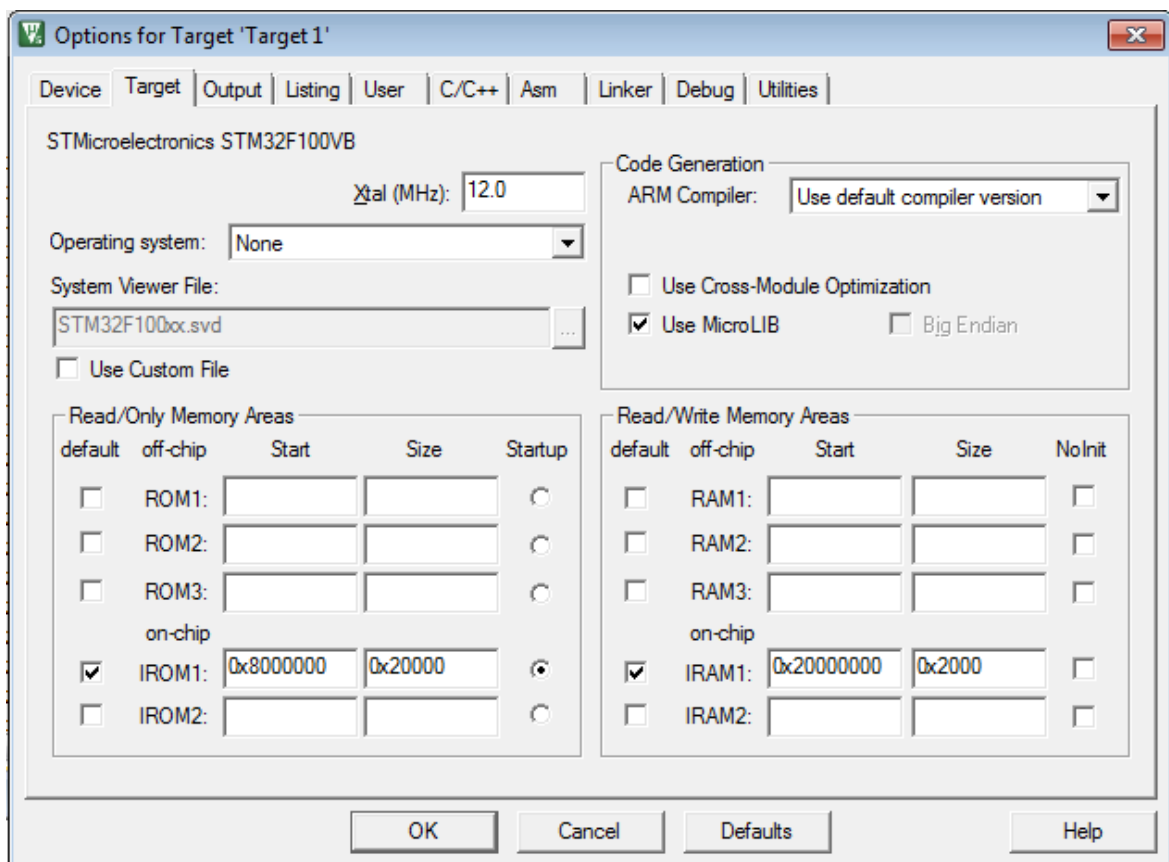 Options for Target 'Target 1'
Device Target Output Listing User C/C++ Asm Linker Debug Utilities
STMicroelectronics STM32F100VB
Xtal (MHz): 12.0
Operating system: None
System Viewer File:
STM32F100xx.svd ...
Use Custom File
Code Generation
ARM Compiler: Use default compiler version
Use Cross-Module Optimization
Use MicroLIB Big Endian
Read/Only Memory Areas
default off-chip Start Size Startup
ROM1:
ROM2:
ROM3:
on-chip
IROM1: 0x8000000 0x20000
IROM2:
Read/Write Memory Areas
default off-chip Start Size NoInit
RAM1:
RAM2:
RAM3:
on-chip
IRAM1: 0x20000000 0x2000
IRAM2:
OK Cancel Defaults Help